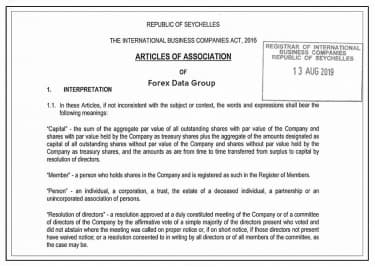 REPUBLIC OF SEYCHELLES
THE INTERNATIONAL BUSINESS COMPANIES ACT, 2016
ARTICLES OF ASSOCIATION
OF
Forex Data Group
REGISTRAR OF INTERNATIONAL
BUSINESS COMPANIES
REPUBLIC OF SEYCHELLES
13 AUG 2019
1. INTERPRETATION
1.1. In these Articles, if not inconsistent with the subject or context, the words and expressions shall bear the
following meanings:
"Capital" - the sum of the aggregate par value of all outstanding shares with par value of the Company and
shares with par value held by the Company as treasury shares plus the aggregate of the amounts designated as
capital of all outstanding shares without par value of the Company and shares without par value held by the
Company as treasury shares, and the amounts as are from time to time transferred from surplus to capital by
resolution of directors.
"Member" - a person who holds shares in the Company and is registered as such in the Register of Members.
"Person" - an individual, a corporation, a trust, the estate of a deceased individual, a partnership or an
unincorporated association of persons.
"Resolution of directors" - a resolution approved at a duly constituted meeting of the Company or of a committee
of directors of the Company by the affirmative vote of a simple majority of the directors present who voted and
did not abstain where the meeting was called on proper notice or, if on short notice, if those directors not present
have waived notice; or a resolution consented to in writing by all directors or of all members of the committee, as
the case may be.